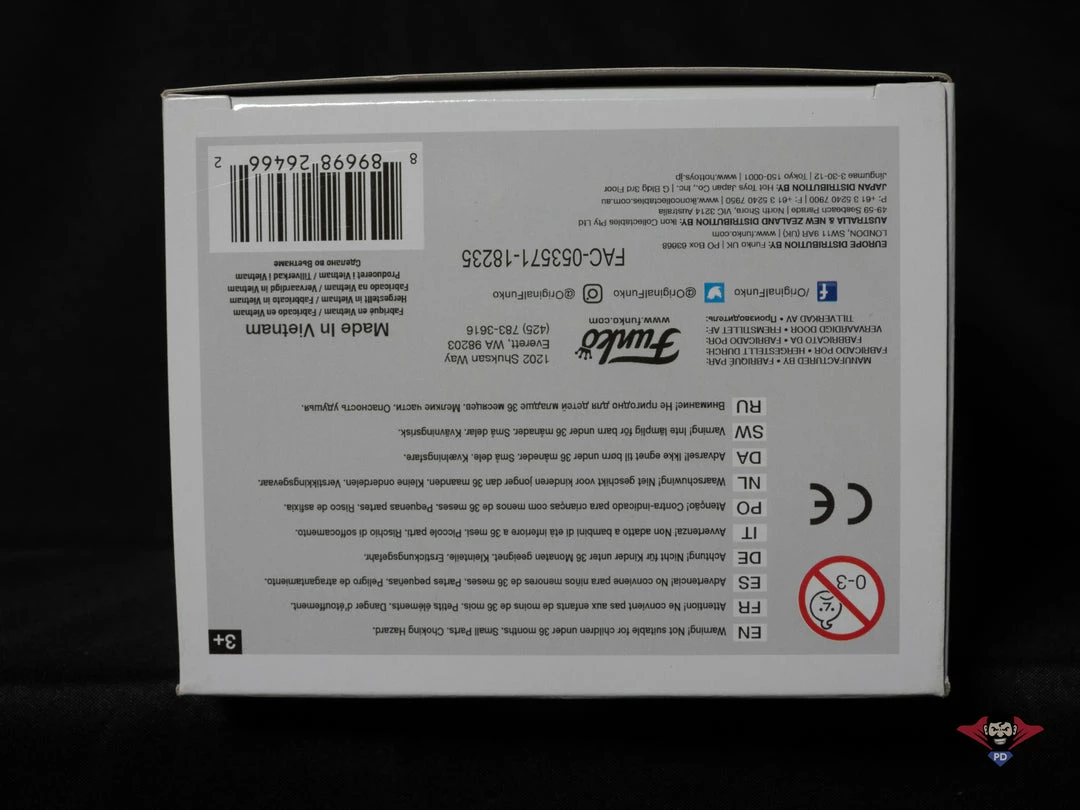 3+
EN Warning! Not suitable for children under 36 months. Small Parts. Choking Hazard.
FR Attention! Ne convient pas aux enfants de moins de 36 mois. Petits éléments. Danger d'étouffement.
ES Advertencia! No conviene para ninos menores de 36 meses. Partes pequeñas. Peligro de atragantamiento.
DE Achtung! Nicht für Kinder unter 36 Monaten geeignet. Kleinteile. Erstickungsgefahr.
IT Avvertenza! Non adatto a bambini di eta inferiore a 36 mesi. Piccole parti. Rischio di soffocamento.
PO Atenção! Contra-indicado para crianças com menos de 36 meses. Pequenas partes. Risco de asfixia.
NL Waarschuwing! Niet geschikt voor kinderen jonger dan 36 maanden. Kleine onderdelen. Verstikkingsgevaar.
DA Advarsel! Ikke egnet til børn under 36 måneder. Små dele. Kvælningsfare.
SW Varning! Inte lämplig för barn under 36 månader. Små delar. Kvävningsrisk.
RU Внимание! Не пригодно для детей младше 36 месяцев. Мелкие части. Опасность удушья.
0-3
CE
MANUFACTURED BY • FABRIQUÉ PAR:
FABRICADO POR • HERGESTELLT DURCH:
FABBRICATO DA • FABRICADO POR:
VERVAARDIGD DOOR • FREMSTILLET AF:
TILLVERKAD AV • Производитель:
Funko
www.funko.com
1202 Shuksan Way
Everett, WA 98203
(425) 783-3616
Made In Vietnam
Fabriqué en Vietnam / Fabricado en Vietnam
Hergestellt in Vietnam / Fabbricato in Vietnam
Fabricado na Vietnam / Vervaardigd in Vietnam
Produceret i Vietnam / Tillverkad i Vietnam
Сделано во Вьетнаме
/OriginalFunko @OriginalFunko @OriginalFunko
FAC-053571-18235
EUROPE DISTRIBUTION BY: Funko UK | PO Box 63668
LONDON, SW11 9AR (UK) | www.funko.com
AUSTRALIA & NEW ZEALAND DISTRIBUTION BY: Ikon Collectables Pty Ltd
49-59 Seabeach Parade | North Shore, VIC 3214 Australia
P: +61 3 5240 7900 | F: +61 3 5240 7950 | www.ikoncollectables.com.au
JAPAN DISTRIBUTION BY: Hot Toys Japan Co., Inc. | G Bldg 3rd Floor
Jingumae 3-30-12 | Tokyo 150-0001 | www.hottoys.jp
8 89698 26466 2
PD